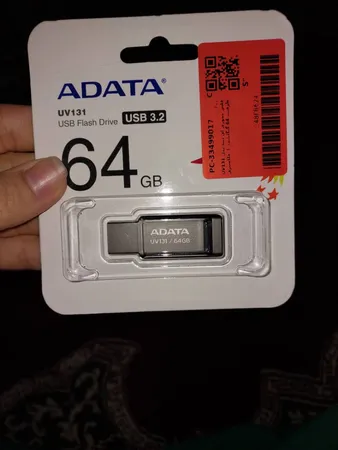 ADATA
UV131
USB Flash Drive USB 3.2
64 GB
PC-33499017
ADATA
UV131 / 64GB